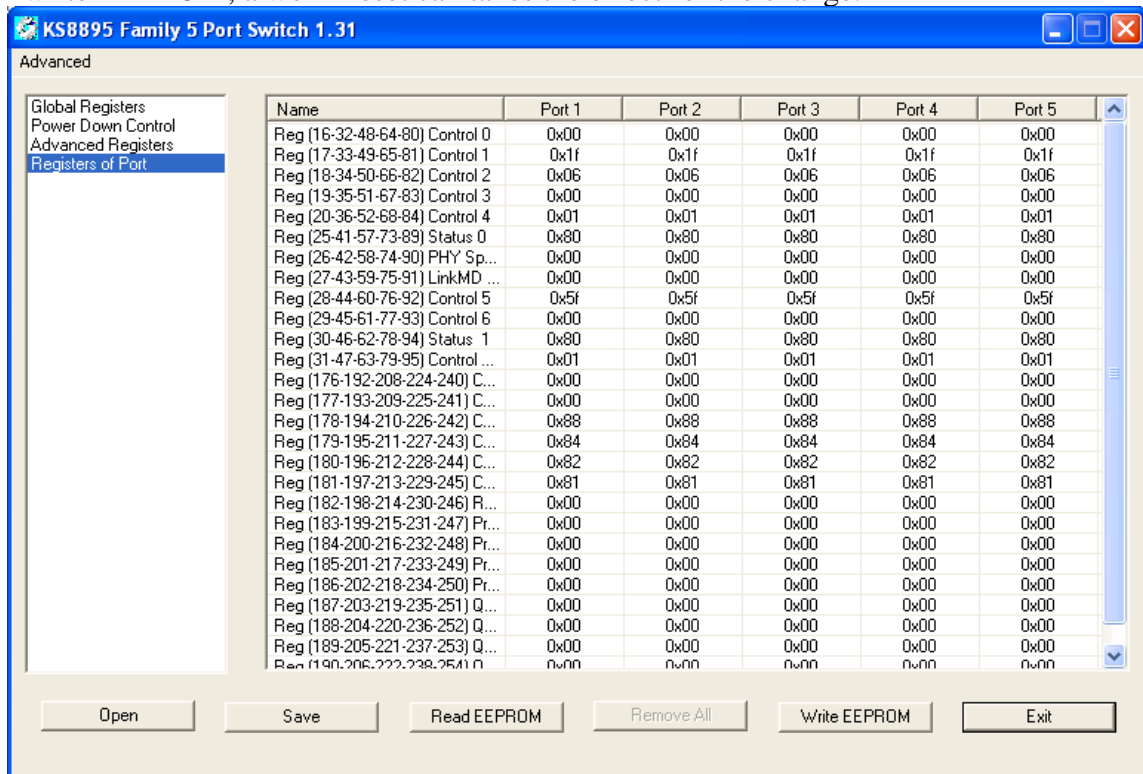 KS8895 Family 5 Port Switch 1.31
Advanced
Global Registers
Power Down Control
Advanced Registers
Registers of Port
Name Port 1 Port 2 Port 3 Port 4 Port 5
Reg (16-32-48-64-80) Control 0 0x00 0x00 0x00 0x00 0x00
Reg (17-33-49-65-81) Control 1 0x1f 0x1f 0x1f 0x1f 0x1f
Reg (18-34-50-66-82) Control 2 0x06 0x06 0x06 0x06 0x06
Reg (19-35-51-67-83) Control 3 0x00 0x00 0x00 0x00 0x00
Reg (20-36-52-68-84) Control 4 0x01 0x01 0x01 0x01 0x01
Reg (25-41-57-73-89) Status 0 0x80 0x80 0x80 0x80 0x80
Reg (26-42-58-74-90) PHY Sp... 0x00 0x00 0x00 0x00 0x00
Reg (27-43-59-75-91) LinkMD ... 0x00 0x00 0x00 0x00 0x00
Reg (28-44-60-76-92) Control 5 0x5f 0x5f 0x5f 0x5f 0x5f
Reg (29-45-61-77-93) Control 6 0x00 0x00 0x00 0x00 0x00
Reg (30-46-62-78-94) Status 1 0x80 0x80 0x80 0x80 0x80
Reg (31-47-63-79-95) Control ... 0x01 0x01 0x01 0x01 0x01
Reg (176-192-208-224-240) C... 0x00 0x00 0x00 0x00 0x00
Reg (177-193-209-225-241) C... 0x00 0x00 0x00 0x00 0x00
Reg (178-194-210-226-242) C... 0x88 0x88 0x88 0x88 0x88
Reg (179-195-211-227-243) C... 0x84 0x84 0x84 0x84 0x84
Reg (180-196-212-228-244) C... 0x82 0x82 0x82 0x82 0x82
Reg (181-197-213-229-245) C... 0x81 0x81 0x81 0x81 0x81
Reg (182-198-214-230-246) R... 0x00 0x00 0x00 0x00 0x00
Reg (183-199-215-231-247) Pr... 0x00 0x00 0x00 0x00 0x00
Reg (184-200-216-232-248) Pr... 0x00 0x00 0x00 0x00 0x00
Reg (185-201-217-233-249) Pr... 0x00 0x00 0x00 0x00 0x00
Reg (186-202-218-234-250) Pr... 0x00 0x00 0x00 0x00 0x00
Reg (187-203-219-235-251) Q... 0x00 0x00 0x00 0x00 0x00
Reg (188-204-220-236-252) Q... 0x00 0x00 0x00 0x00 0x00
Reg (189-205-221-237-253) Q... 0x00 0x00 0x00 0x00 0x00
Reg (190-206-222-238-254) Q... 0x00 0x00 0x00 0x00 0x00
Open Save Read EEPROM Remove All Write EEPROM Exit